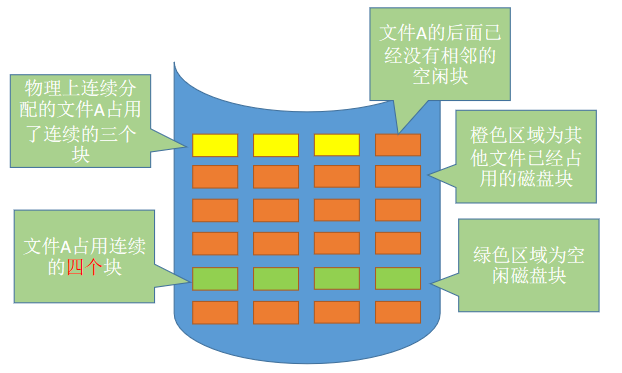 文件A的后面已
经没有相邻的
空闲块
物理上连续分
配的文件A占用
了连续的三个
块
橙色区域为其
他文件已经占
用的磁盘块
文件A占用连续
的四个块
绿色区域为空
闲磁盘块